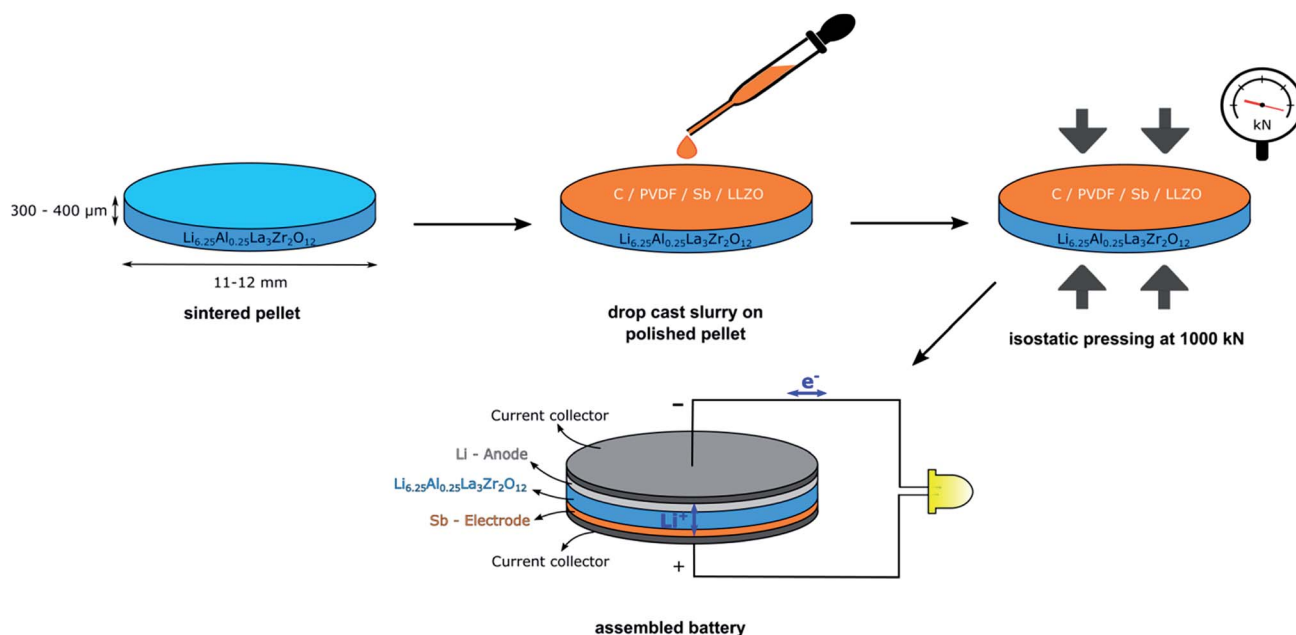 300 - 400 µm
Li₆.₂₅Al₀.₂₅La₃Zr₂O₁₂
11-12 mm
sintered pellet
C / PVDF / Sb / LLZO
Li₆.₂₅Al₀.₂₅La₃Zr₂O₁₂
drop cast slurry on
polished pellet
kN
C / PVDF / Sb / LLZO
Li₆.₂₅Al₀.₂₅La₃Zr₂O₁₂
isostatic pressing at 1000 kN
e⁻
−
Current collector
Li - Anode
Li₆.₂₅Al₀.₂₅La₃Zr₂O₁₂
Li⁺
Sb - Electrode
Current collector
+
assembled battery